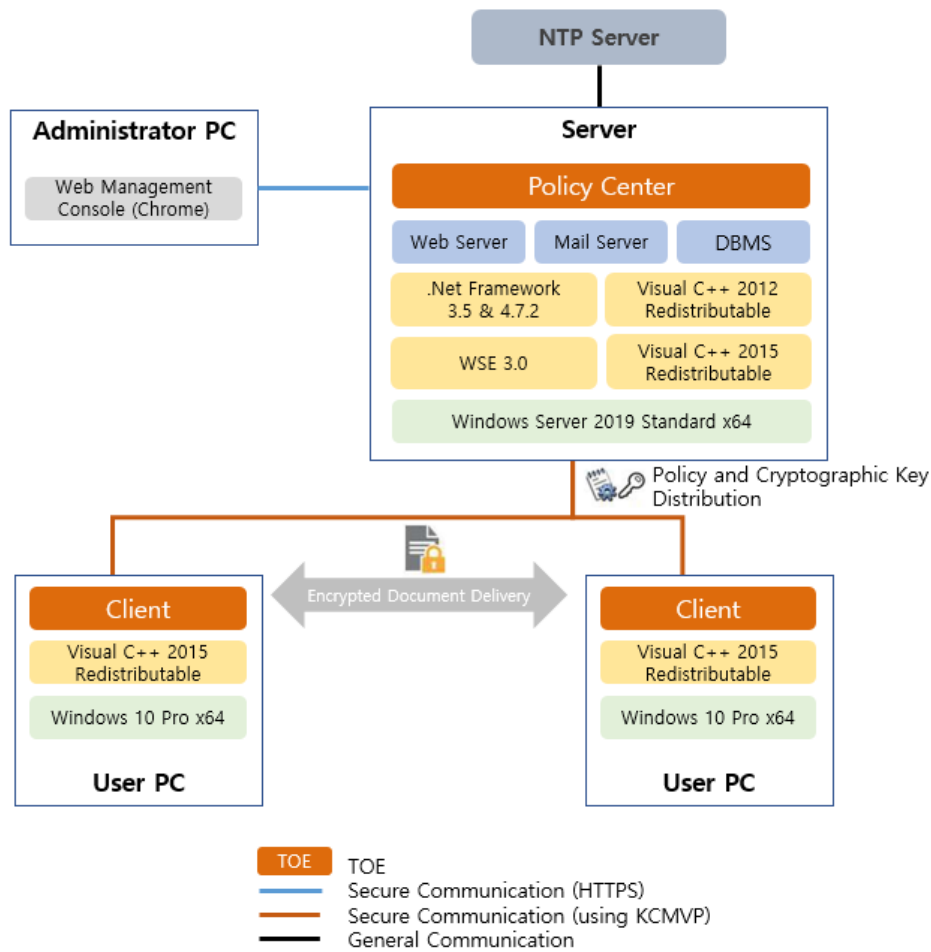 NTP Server
Administrator PC
Web Management
Console (Chrome)
Server
Policy Center
Web Server
Mail Server
DBMS
.Net Framework
3.5 & 4.7.2
Visual C++ 2012
Redistributable
WSE 3.0
Visual C++ 2015
Redistributable
Windows Server 2019 Standard x64
Policy and Cryptographic Key
Distribution
Encrypted Document Delivery
Client
Visual C++ 2015
Redistributable
Windows 10 Pro x64
User PC
Client
Visual C++ 2015
Redistributable
Windows 10 Pro x64
User PC
TOE TOE
Secure Communication (HTTPS)
Secure Communication (using KCMVP)
General Communication